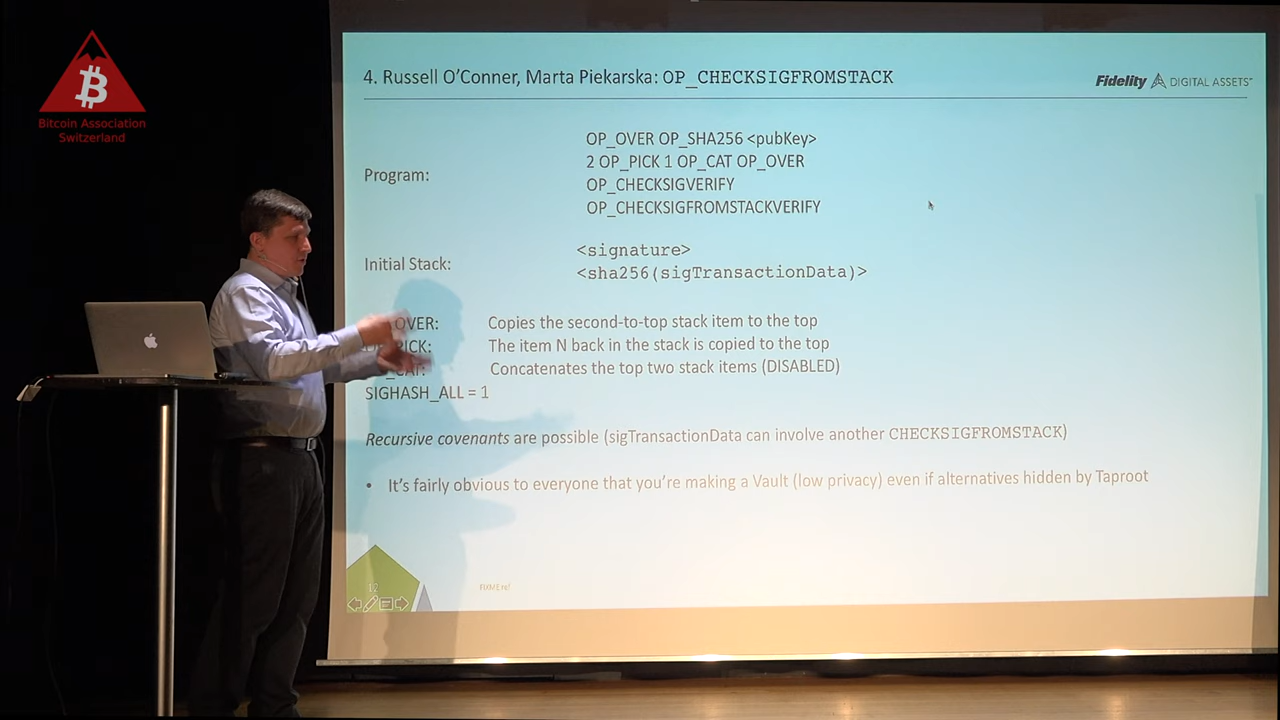 Bitcoin Association
Switzerland
4. Russell O'Conner, Marta Piekarska: OP_CHECKSIGFROMSTACK
Fidelity DIGITAL ASSETS
Program:
OP_OVER OP_SHA256 <pubKey>
2 OP_PICK 1 OP_CAT OP_OVER
OP_CHECKSIGVERIFY
OP_CHECKSIGFROMSTACKVERIFY
Initial Stack:
<signature>
<sha256(sigTransactionData)>
OVER: Copies the second-to-top stack item to the top
PICK: The item N back in the stack is copied to the top
Concatenates the top two stack items (DISABLED)
SIGHASH_ALL = 1
Recursive covenants are possible (sigTransactionData can involve another CHECKSIGFROMSTACK)
• It's fairly obvious to everyone that you're making a Vault (low privacy) even if alternatives hidden by Taproot
12